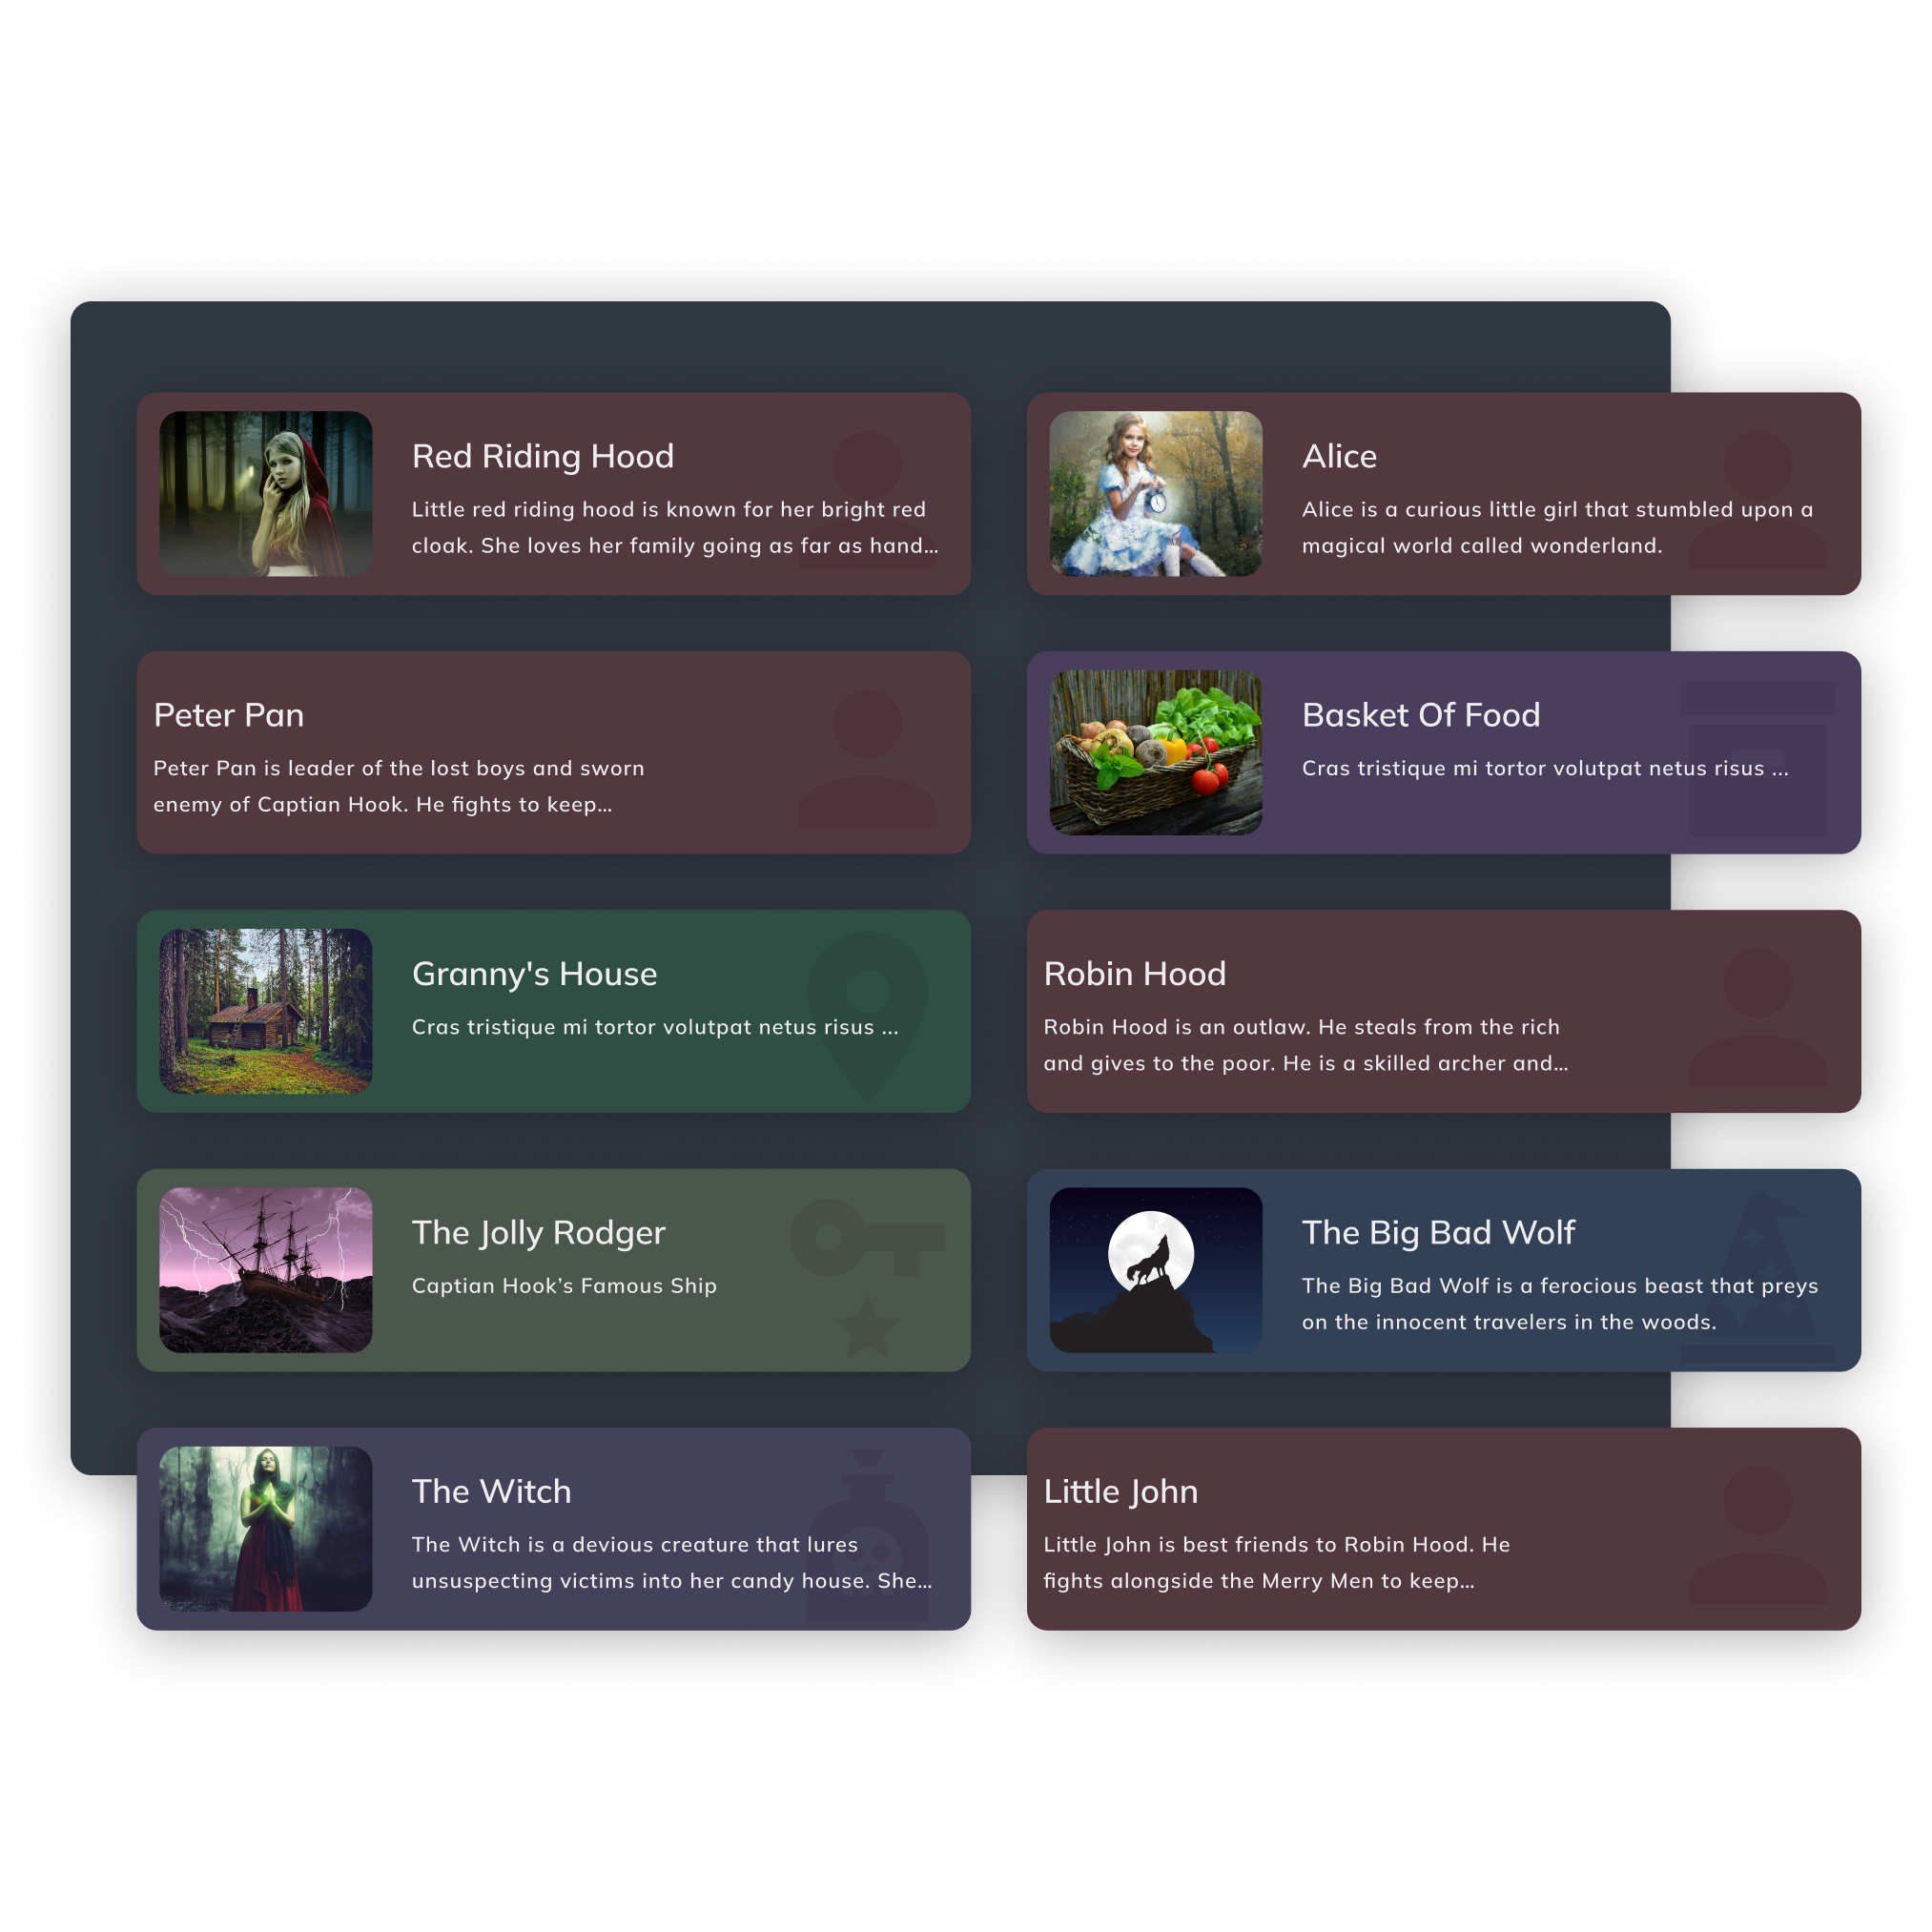 Red Riding Hood
Little red riding hood is known for her bright red
cloak. She loves her family going as far as hand...
Alice
Alice is a curious little girl that stumbled upon a
magical world called wonderland.
Peter Pan
Peter Pan is leader of the lost boys and sworn
enemy of Captian Hook. He fights to keep...
Basket Of Food
Cras tristique mi tortor volutpat netus risus ...
Granny's House
Cras tristique mi tortor volutpat netus risus ...
Robin Hood
Robin Hood is an outlaw. He steals from the rich
and gives to the poor. He is a skilled archer and...
The Jolly Rodger
Captian Hook’s Famous Ship
The Big Bad Wolf
The Big Bad Wolf is a ferocious beast that preys
on the innocent travelers in the woods.
The Witch
The Witch is a devious creature that lures
unsuspecting victims into her candy house. She...
Little John
Little John is best friends to Robin Hood. He
fights alongside the Merry Men to keep...